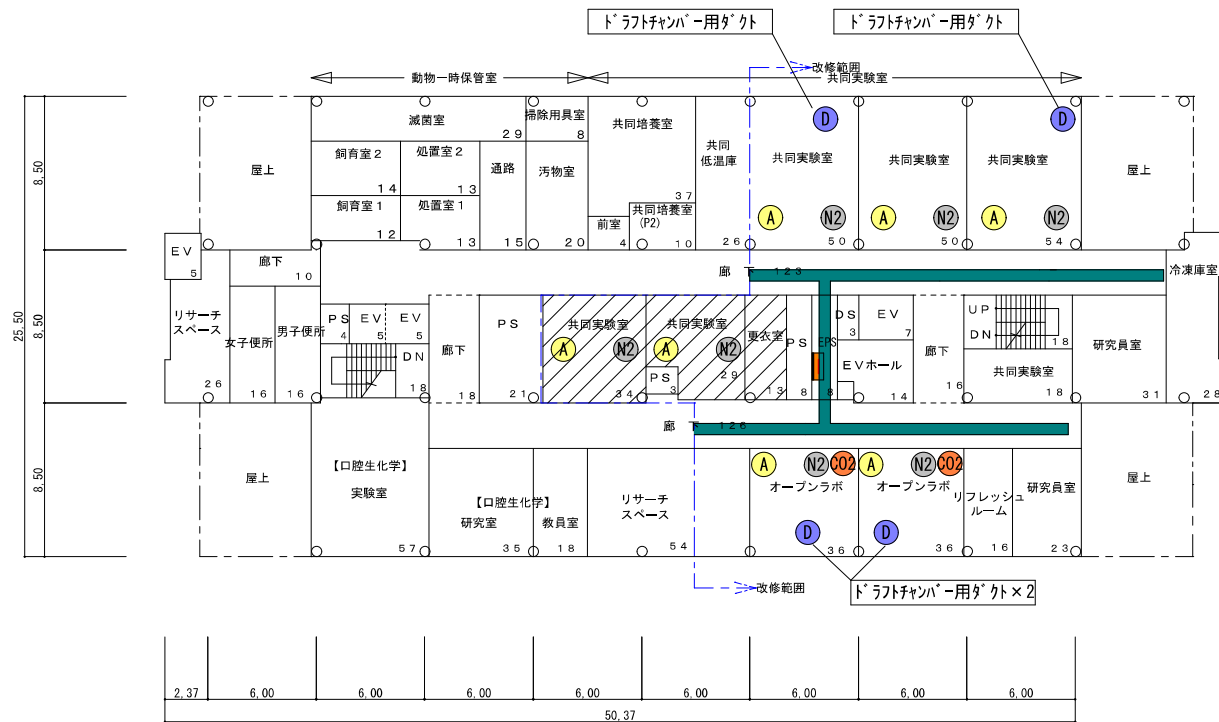 ドラフトチャンバー用ダクト
ドラフトチャンバー用ダクト
動物一時保管室
改修範囲
共同実験室
滅菌室
29
掃除用具室
8
共同培養室
37
共同
低温庫
26
D
共同実験室
A
N2
50
共同実験室
A
N2
50
D
共同実験室
A
N2
54
屋上
屋上
飼育室2
14
処置室2
13
通路
15
汚物室
20
飼育室1
12
処置室1
13
前室
4
共同培養室
(P2)
10
8,50
25,50
8,50
8,50
EV
5
廊下
10
廊 下 123
冷凍庫室
28
リサーチ
スペース
26
女子便所
16
男子便所
16
PS
4
EV
5
EV
5
DN
18
廊下
18
PS
21
共同実験室
A
N2
34
共同実験室
A
N2
29
PS
3
更衣室
13
PS
8
EPS
8
DS
3
EV
7
EVホール
14
廊下
16
UP
DN
18
共同実験室
18
研究員室
31
廊 下 126
屋上
【口腔生化学】
実験室
57
【口腔生化学】
研究室
35
教員室
18
リサーチ
スペース
54
A
N2
CO2
オープンラボ
D
36
A
N2
CO2
オープンラボ
D
36
リフレッシュ
ルーム
16
研究員室
23
屋上
改修範囲
ドラフトチャンバー用ダクト×2
2,37
6,00
6,00
6,00
6,00
6,00
6,00
6,00
6,00
50,37